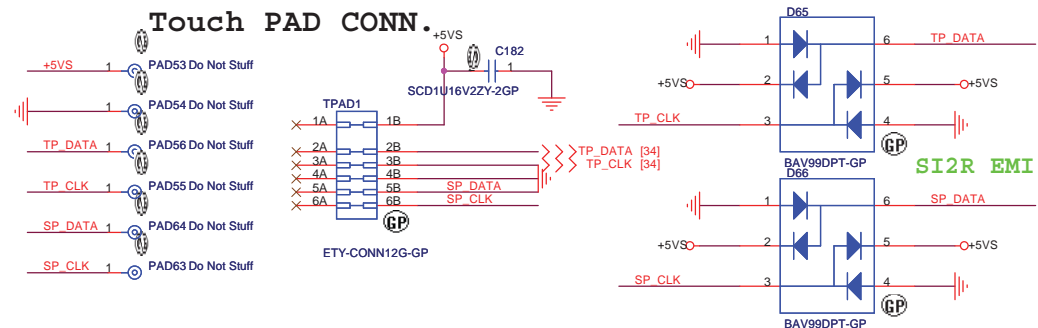 Touch PAD CONN.
+5VS 1 PAD53 Do Not Stuff
1 PAD54 Do Not Stuff
TP_DATA 1 PAD56 Do Not Stuff
TP_CLK 1 PAD55 Do Not Stuff
SP_DATA 1 PAD64 Do Not Stuff
SP_CLK 1 PAD63 Do Not Stuff
+5VS
C182
1
SCD1U16V2ZY-2GP
TPAD1
1A 1B
2A 2B TP_DATA [34]
3A 3B TP_CLK [34]
4A 4B
5A 5B SP_DATA
6A 6B SP_CLK
GP
ETY-CONN12G-GP
D65
1 6 TP_DATA
+5VS 2 5 +5VS
TP_CLK 3 4
GP
BAV99DPT-GP
SI2R EMI
D66
1 6 SP_DATA
+5VS 2 5 +5VS
SP_CLK 3 4
GP
BAV99DPT-GP